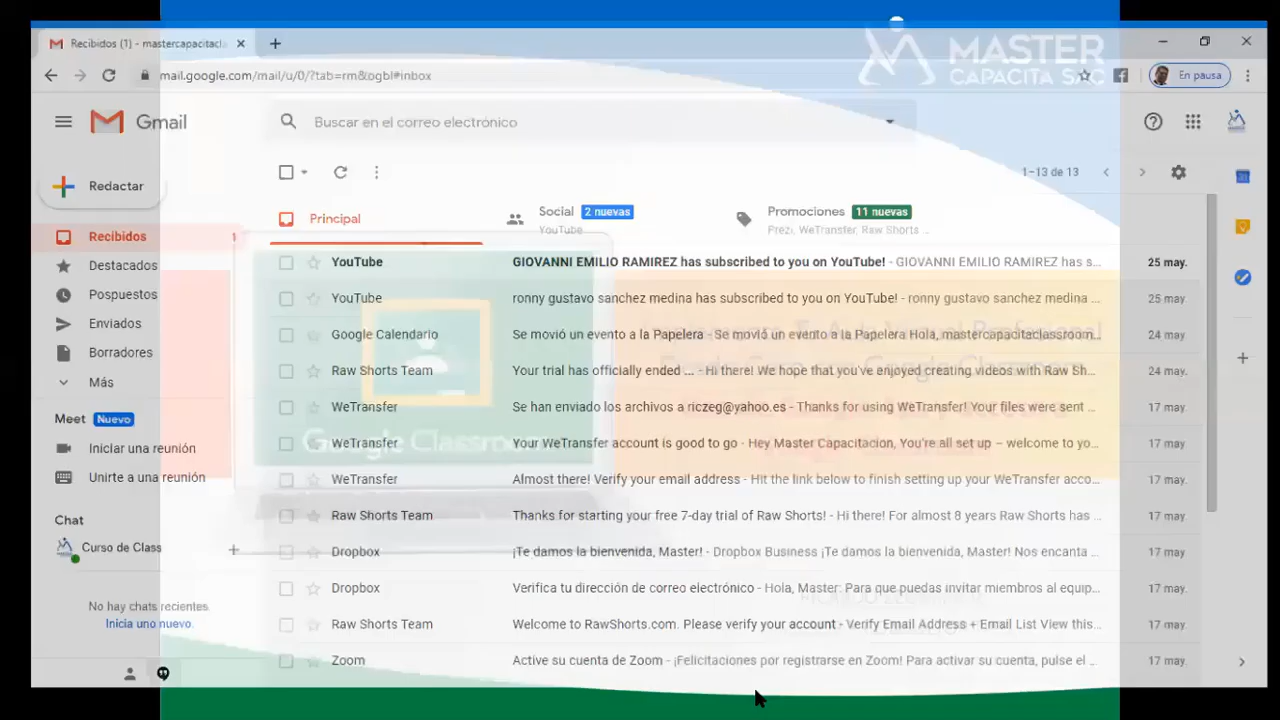 Recibidos (1) - mastercapacitacla
MASTER
CAPACITA SAC
mail.google.com/mail/u/0/?tab=rm&ogbl#inbox
En pausa
Gmail
Buscar en el correo electrónico
Redactar
1–13 de 13
Principal
Social 2 nuevas
YouTube
Promociones 11 nuevas
Prezi, WeTransfer, Raw Shorts ...
Recibidos 1
Destacados
Pospuestos
Enviados
Borradores
Más
Meet Nuevo
Iniciar una reunión
Unirte a una reunión
Chat
Curso de Class
No hay chats recientes.
Inicia uno nuevo.
YouTube GIOVANNI EMILIO RAMIREZ has subscribed to you on YouTube! - GIOVANNI EMILIO RAMIREZ has s... 25 may.
YouTube ronny gustavo sanchez medina has subscribed to you on YouTube! - ronny gustavo sanchez medina ... 25 may.
Google Calendario Se movió un evento a la Papelera - Se movió un evento a la Papelera Hola, mastercapacitaclassroom... 24 may.
Raw Shorts Team Your trial has officially ended ... - Hi there! We hope that you've enjoyed creating videos with Raw Sh... 24 may.
WeTransfer Se han enviado los archivos a riczeg@yahoo.es - Thanks for using WeTransfer! Your files were sent ... 17 may.
WeTransfer Your WeTransfer account is good to go - Hey Master Capacitacion, You're all set up – welcome to yo... 17 may.
WeTransfer Almost there! Verify your email address - Hit the link below to finish setting up your WeTransfer acco... 17 may.
Raw Shorts Team Thanks for starting your free 7-day trial of Raw Shorts! - Hi there! For almost 8 years Raw Shorts has ... 17 may.
Dropbox ¡Te damos la bienvenida, Master! - Dropbox Business ¡Te damos la bienvenida, Master! Nos encanta ... 17 may.
Dropbox Verifica tu dirección de correo electrónico - Hola, Master: Para que puedas invitar miembros al equip... 17 may.
Raw Shorts Team Welcome to RawShorts.com. Please verify your account - Verify Email Address + Email List View this... 17 may.
Zoom Active su cuenta de Zoom - ¡Felicitaciones por registrarse en Zoom! Para activar su cuenta, pulse el ... 17 may.
Google Classroom